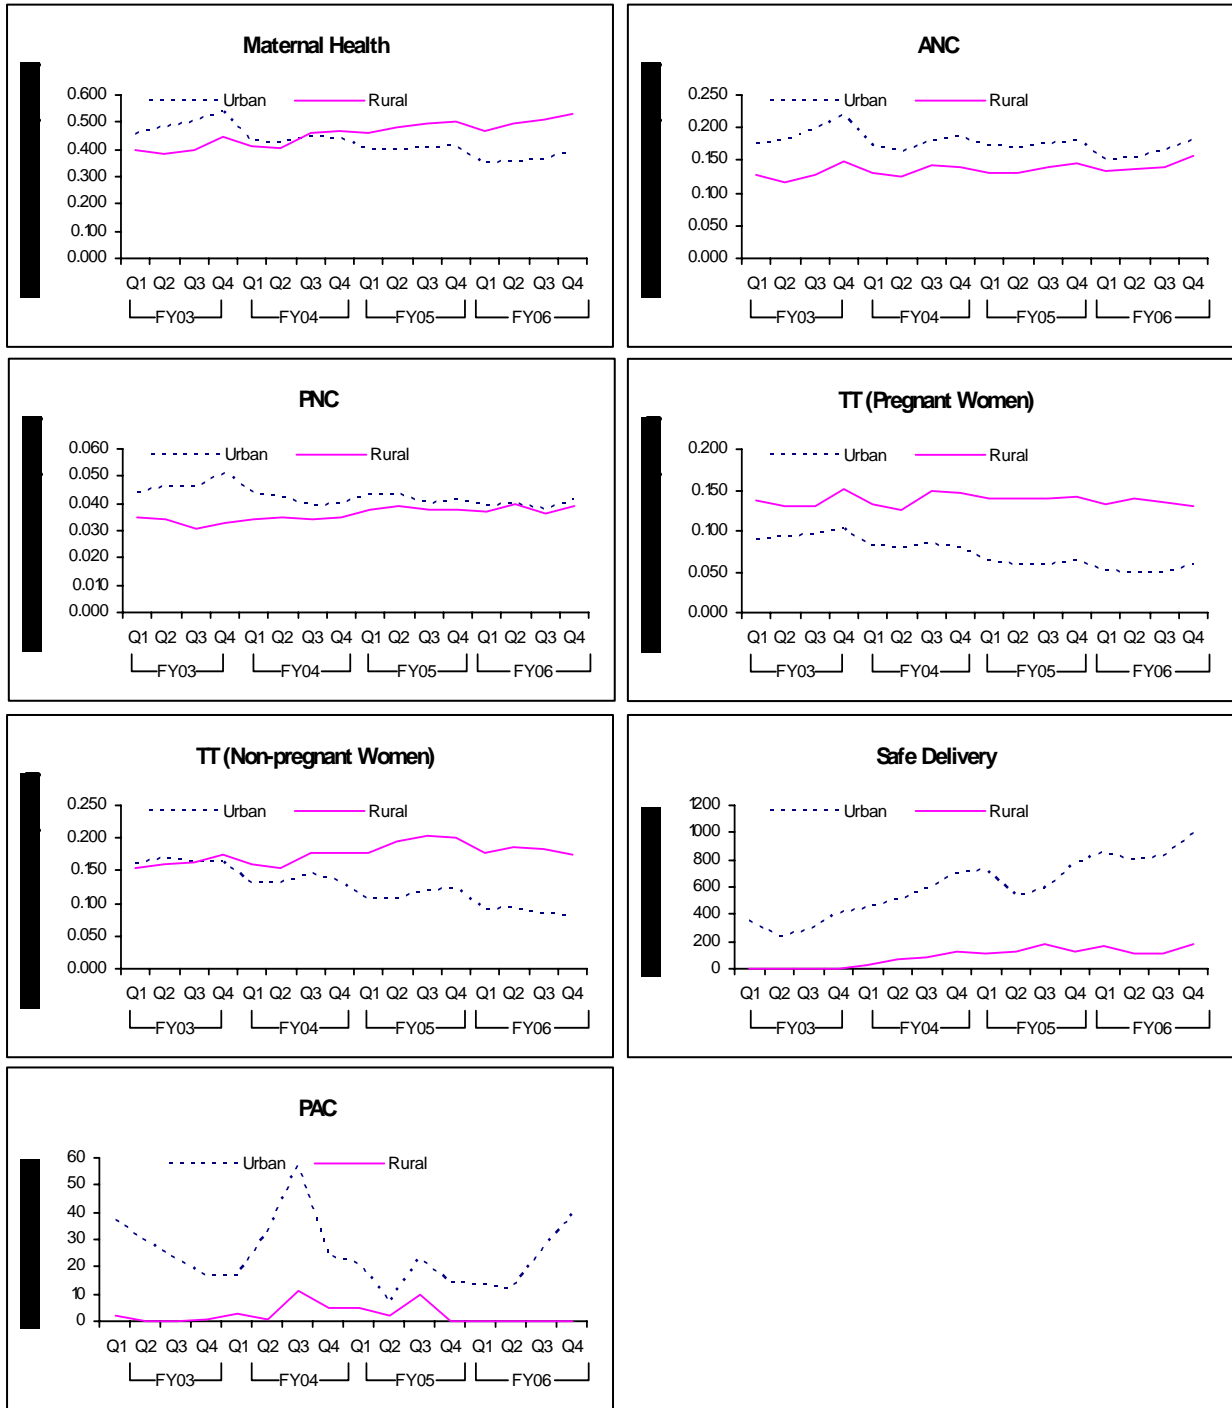 Maternal Health
Urban Rural
0.600
0.500
0.400
0.300
0.200
0.100
0.000
Q1 Q2 Q3 Q4 Q1 Q2 Q3 Q4 Q1 Q2 Q3 Q4 Q1 Q2 Q3 Q4
FY03 FY04 FY05 FY06
ANC
Urban Rural
0.250
0.200
0.150
0.100
0.050
0.000
Q1 Q2 Q3 Q4 Q1 Q2 Q3 Q4 Q1 Q2 Q3 Q4 Q1 Q2 Q3 Q4
FY03 FY04 FY05 FY06
PNC
Urban Rural
0.060
0.050
0.040
0.030
0.020
0.010
0.000
Q1 Q2 Q3 Q4 Q1 Q2 Q3 Q4 Q1 Q2 Q3 Q4 Q1 Q2 Q3 Q4
FY03 FY04 FY05 FY06
TT (Pregnant Women)
Urban Rural
0.200
0.150
0.100
0.050
0.000
Q1 Q2 Q3 Q4 Q1 Q2 Q3 Q4 Q1 Q2 Q3 Q4 Q1 Q2 Q3 Q4
FY03 FY04 FY05 FY06
TT (Non-pregnant Women)
Urban Rural
0.250
0.200
0.150
0.100
0.050
0.000
Q1 Q2 Q3 Q4 Q1 Q2 Q3 Q4 Q1 Q2 Q3 Q4 Q1 Q2 Q3 Q4
FY03 FY04 FY05 FY06
Safe Delivery
Urban Rural
1200
1000
800
600
400
200
0
Q1 Q2 Q3 Q4 Q1 Q2 Q3 Q4 Q1 Q2 Q3 Q4 Q1 Q2 Q3 Q4
FY03 FY04 FY05 FY06
PAC
Urban Rural
60
50
40
30
20
10
0
Q1 Q2 Q3 Q4 Q1 Q2 Q3 Q4 Q1 Q2 Q3 Q4 Q1 Q2 Q3 Q4
FY03 FY04 FY05 FY06